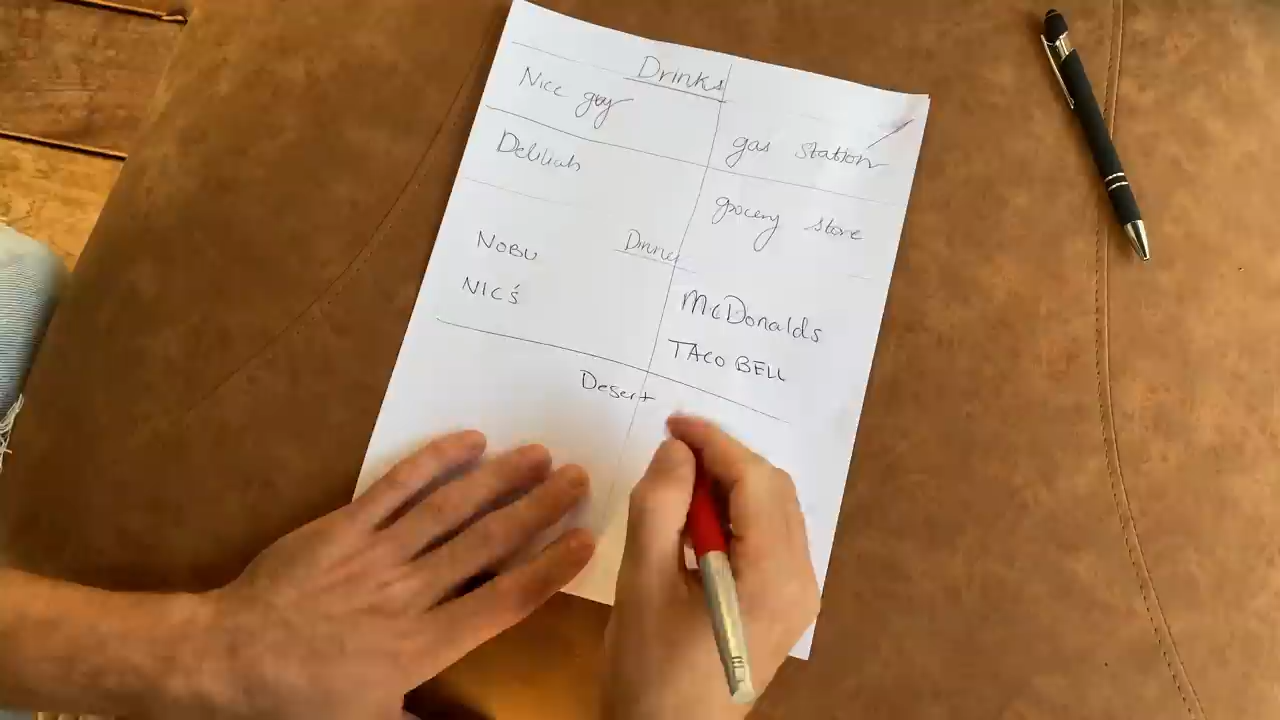 Drinks
Nice guy
gas station
Delilah
grocery store
Dinner
NOBU
McDonalds
NIC'S
TACO BELL
Desert